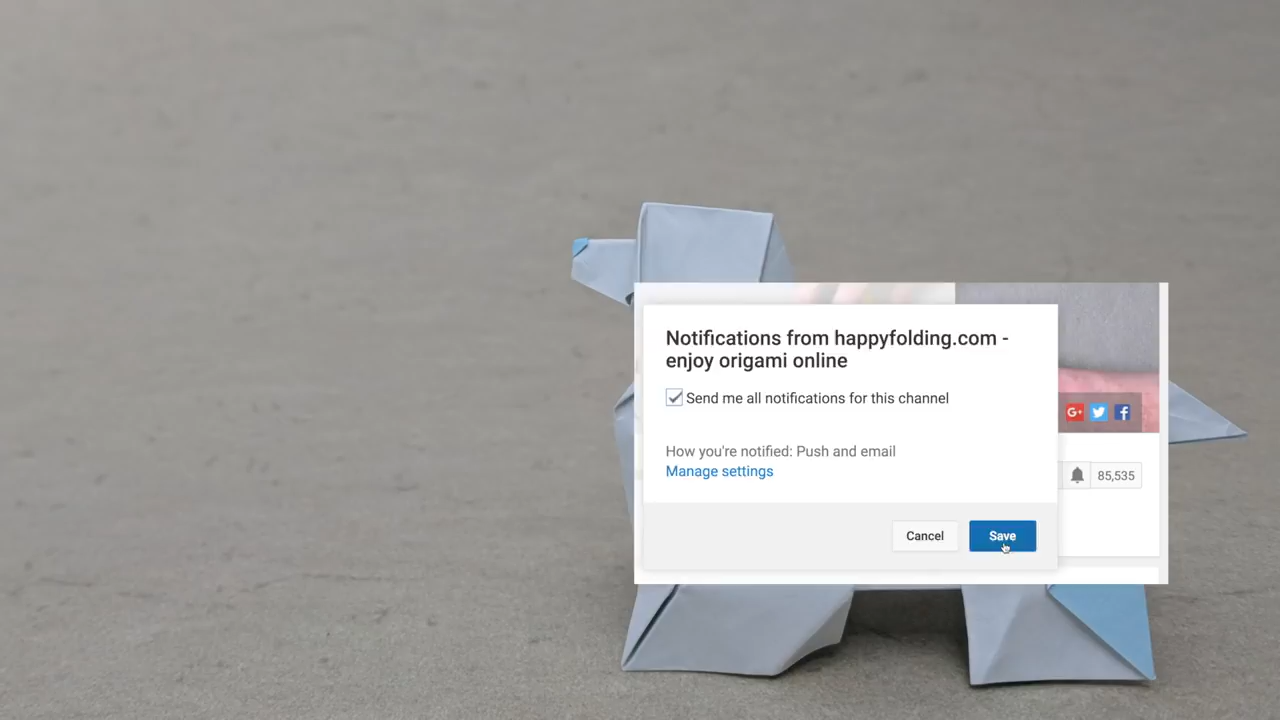 Notifications from happyfolding.com -
enjoy origami online
Send me all notifications for this channel
G+
85,535
How you're notified: Push and email
Manage settings
Cancel
Save